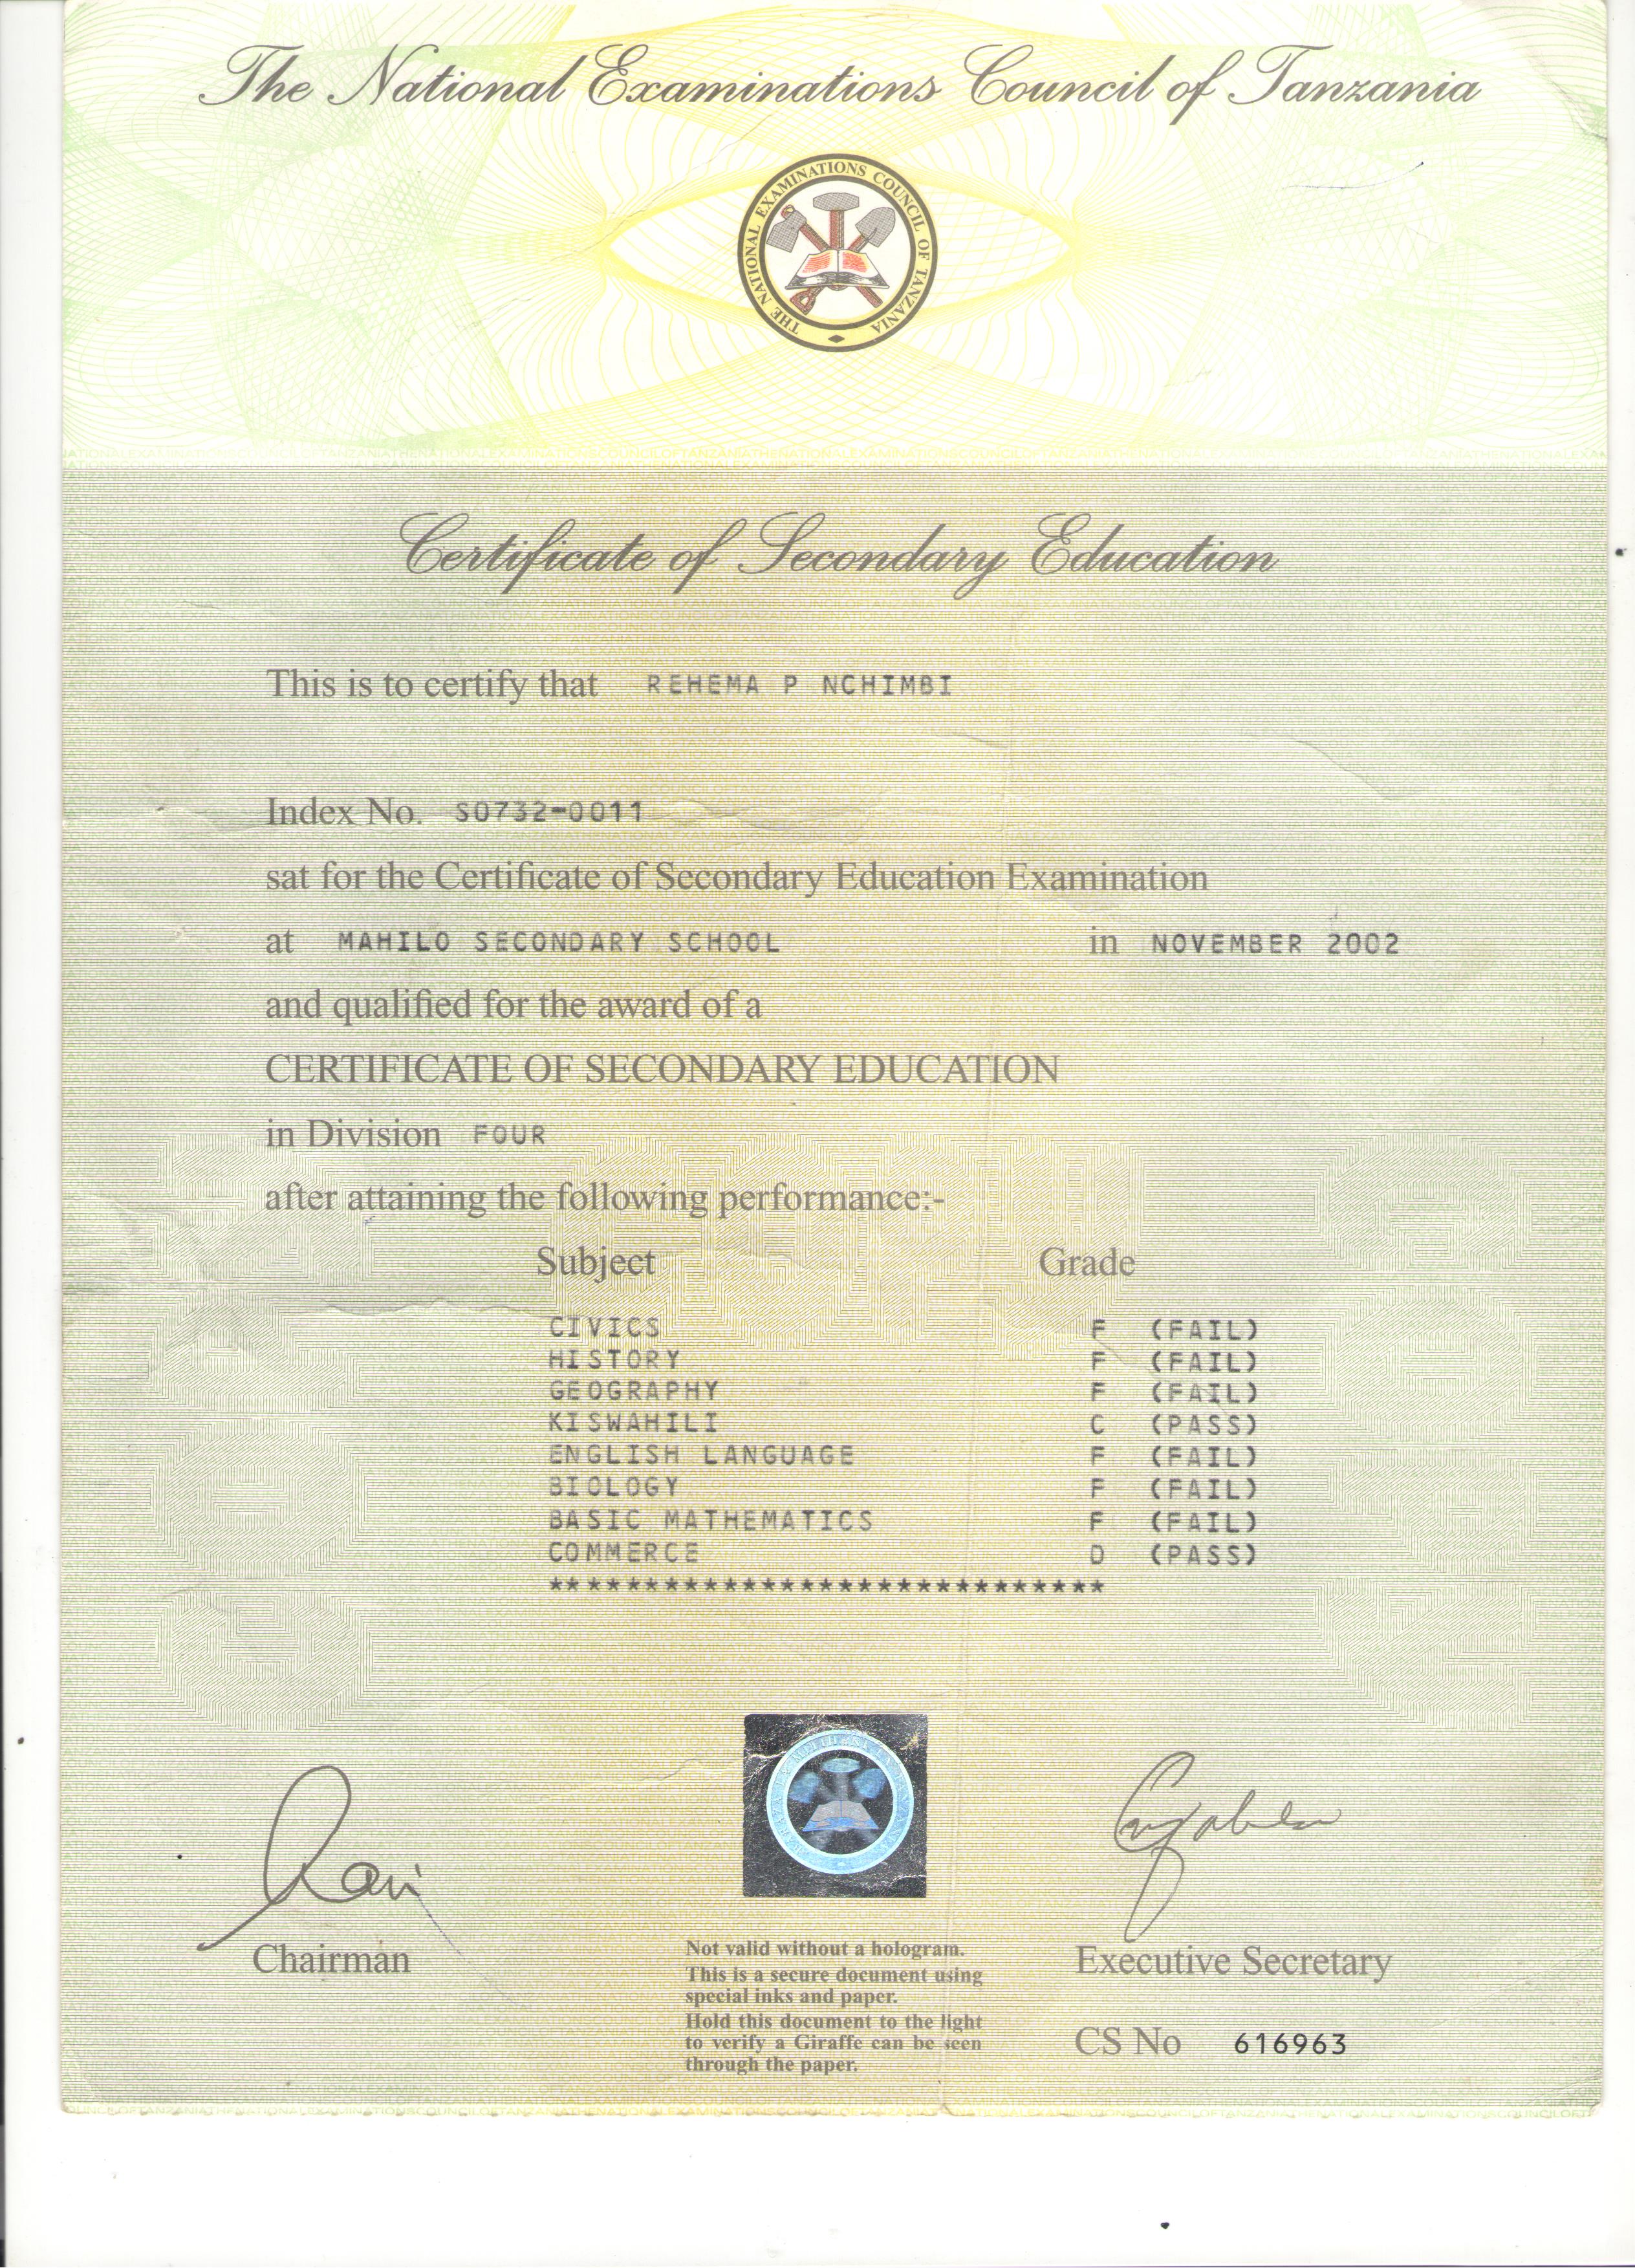 The National Examinations Council of Tanzania
THE NATIONAL EXAMINATIONS COUNCIL OF TANZANIA
Certificate of Secondary Education
This is to certify that REHEMA P NCHIMBI
Index No. S0732-0011
sat for the Certificate of Secondary Education Examination
at MAHILO SECONDARY SCHOOL in NOVEMBER 2002
and qualified for the award of a
CERTIFICATE OF SECONDARY EDUCATION
in Division FOUR
after attaining the following performance:-
Subject Grade
CIVICS F (FAIL)
HISTORY F (FAIL)
GEOGRAPHY F (FAIL)
KISWAHILI C (PASS)
ENGLISH LANGUAGE F (FAIL)
BIOLOGY F (FAIL)
BASIC MATHEMATICS F (FAIL)
COMMERCE D (PASS)
*****************************
Chairman
Not valid without a hologram.
This is a secure document using
special inks and paper.
Hold this document to the light
to verify a Giraffe can be seen
through the paper.
Executive Secretary
CS No 616963